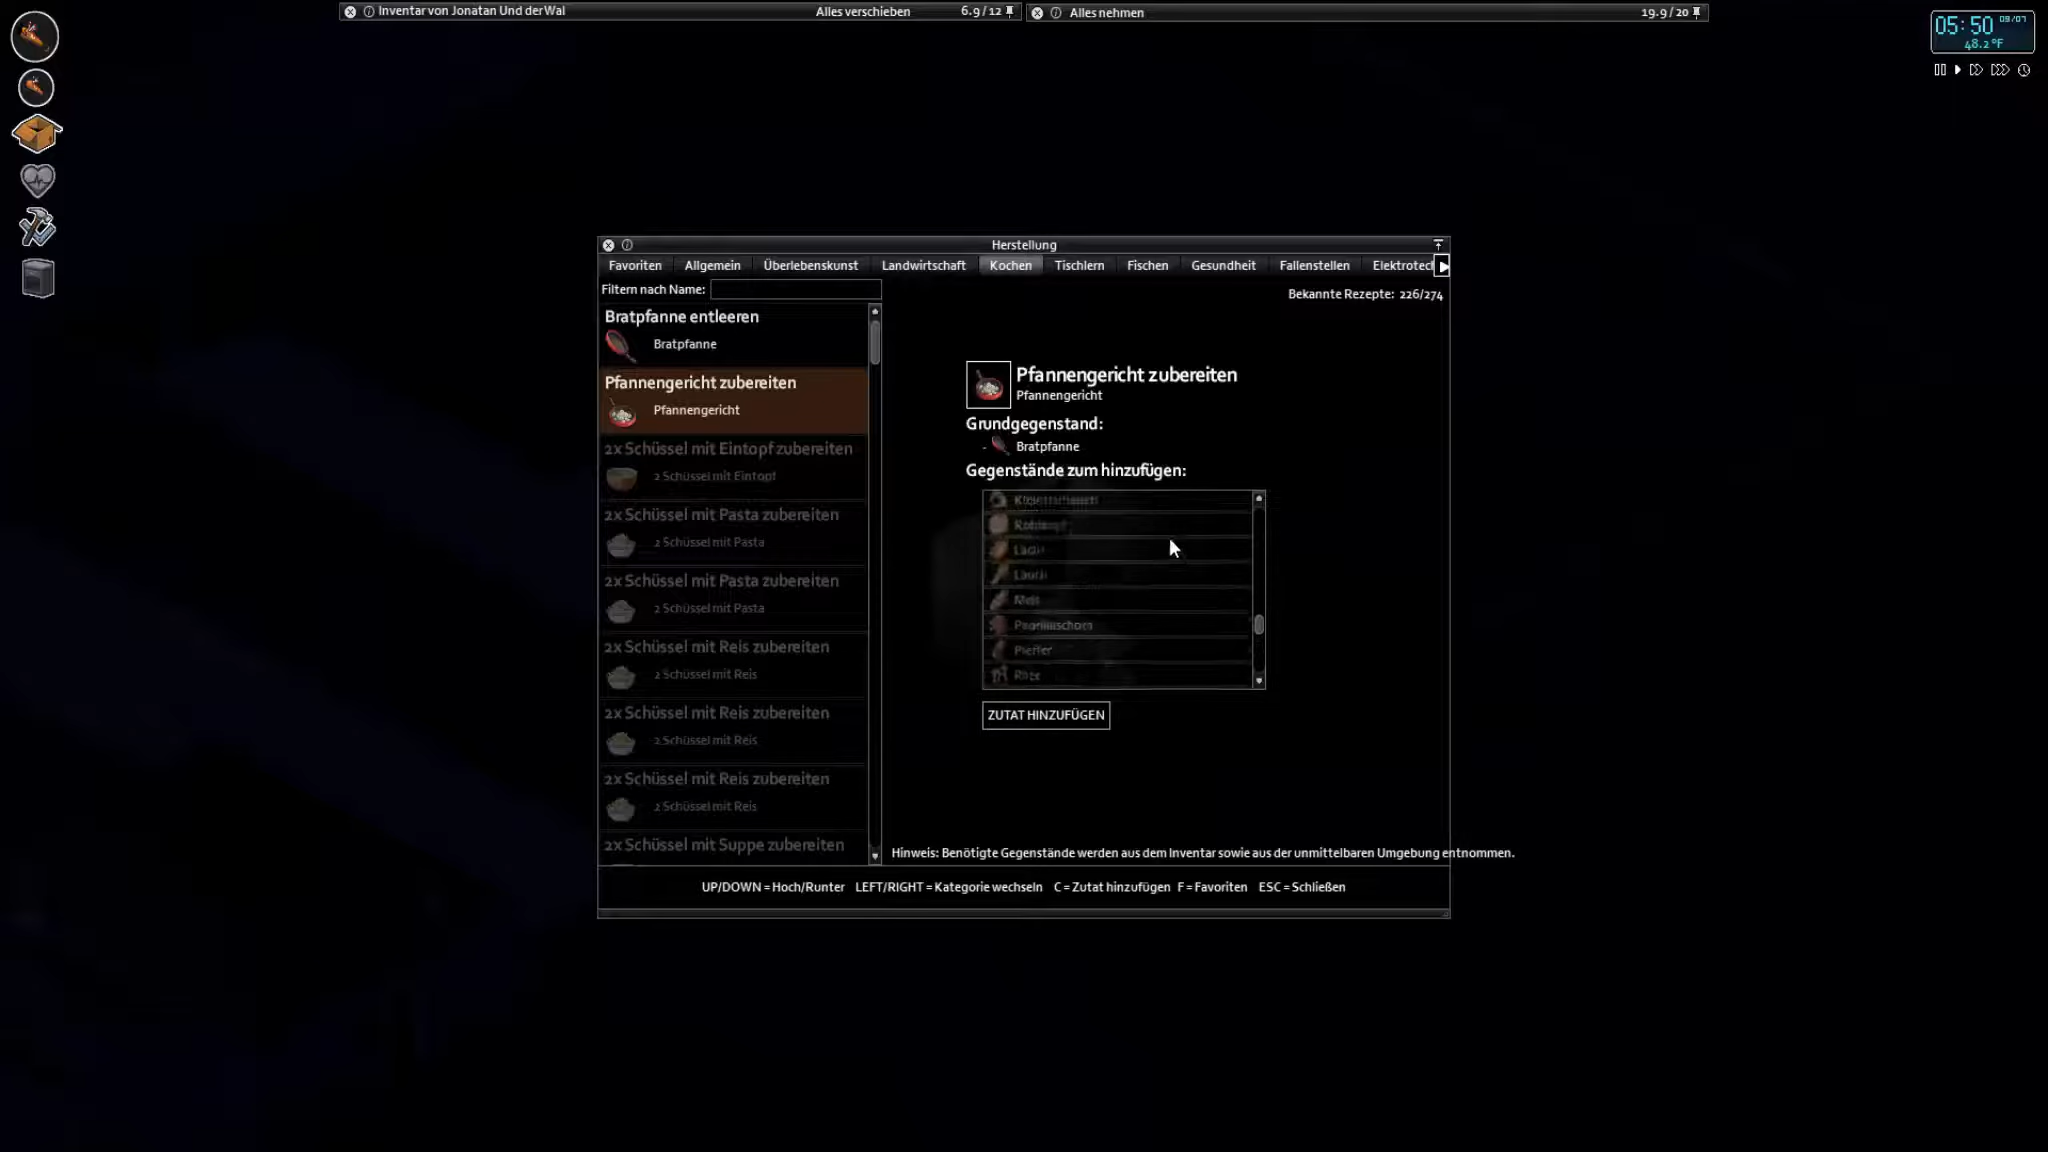 Inventar von Jonatan Und der Wal
Alles verschieben
6.9 / 12
Alles nehmen
19.9 / 20
05:50 09/07
48.2 °F
Herstellung
Favoriten
Allgemein
Überlebenskunst
Landwirtschaft
Kochen
Tischlern
Fischen
Gesundheit
Fallenstellen
Elektrotech
Filtern nach Name:
Bekannte Rezepte: 226/274
Bratpfanne entleeren
Bratpfanne
Pfannengericht zubereiten
Pfannengericht
2x Schüssel mit Eintopf zubereiten
2 Schüssel mit Eintopf
2x Schüssel mit Pasta zubereiten
2 Schüssel mit Pasta
2x Schüssel mit Pasta zubereiten
2 Schüssel mit Pasta
2x Schüssel mit Reis zubereiten
2 Schüssel mit Reis
2x Schüssel mit Reis zubereiten
2 Schüssel mit Reis
2x Schüssel mit Reis zubereiten
2 Schüssel mit Reis
2x Schüssel mit Suppe zubereiten
Pfannengericht zubereiten
Pfannengericht
Grundgegenstand:
- Bratpfanne
Gegenstände zum hinzufügen:
Pfeffer
ZUTAT HINZUFÜGEN
Hinweis: Benötigte Gegenstände werden aus dem Inventar sowie aus der unmittelbaren Umgebung entnommen.
UP/DOWN = Hoch/Runter LEFT/RIGHT = Kategorie wechseln C = Zutat hinzufügen F = Favoriten ESC = Schließen